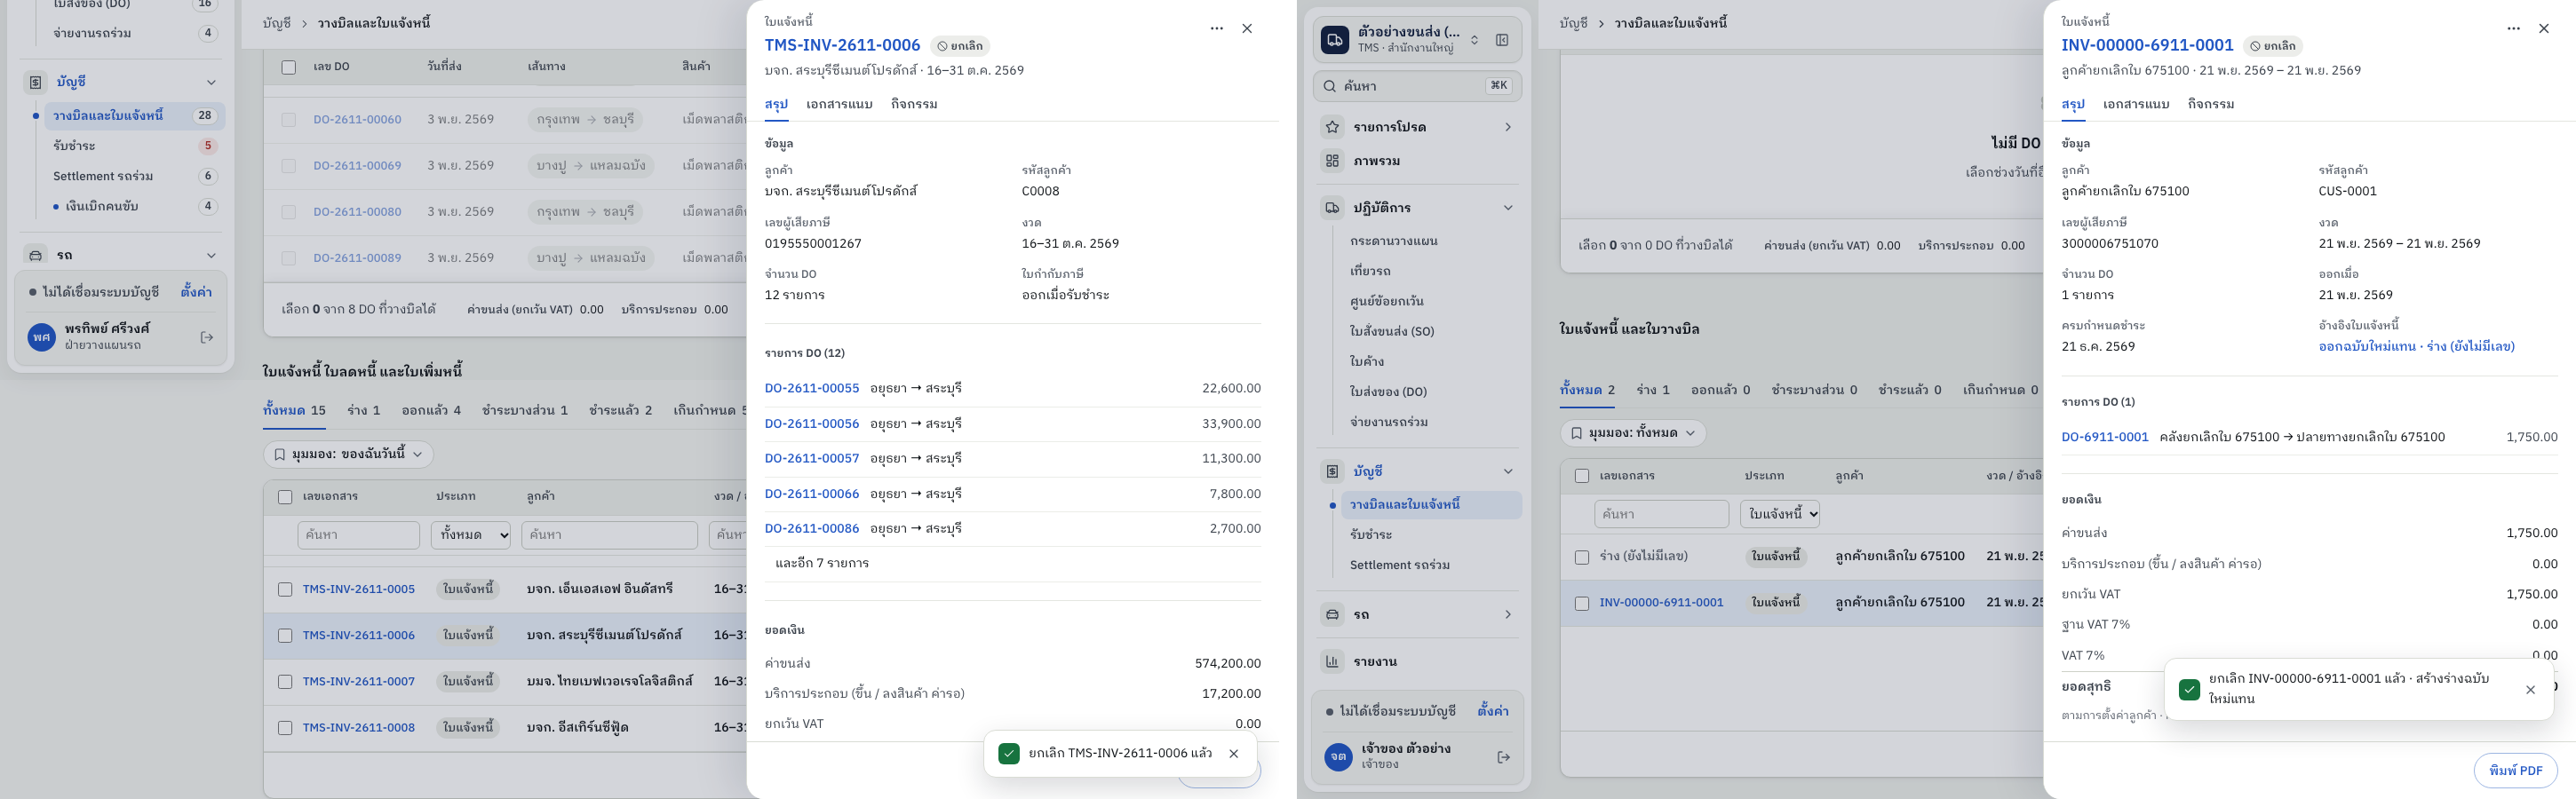 ใบส่งของ (DO) 16
จ่ายงานรถร่วม 4
บัญชี
วางบิลและใบแจ้งหนี้ 28
รับชำระ 5
Settlement รถร่วม 6
เงินเบิกคนขับ 4
รถ
ไม่ได้เชื่อมระบบบัญชี ตั้งค่า
พศ พรทิพย์ ศรีวงศ์
ฝ่ายวางแผนรถ
บัญชี > วางบิลและใบแจ้งหนี้
เลข DO วันที่ส่ง เส้นทาง สินค้า
DO-2611-00060 3 พ.ย. 2569 กรุงเทพ → ชลบุรี
DO-2611-00069 3 พ.ย. 2569 บางปู → แหลมฉบัง
DO-2611-00080 3 พ.ย. 2569 กรุงเทพ → ชลบุรี
DO-2611-00089 3 พ.ย. 2569 บางปู → แหลมฉบัง
เลือก 0 จาก 8 DO ที่วางบิลได้ ค่าขนส่ง (ยกเว้น VAT) 0.00 บริการประกอบ 0.00
ใบแจ้งหนี้ ใบลดหนี้ และใบเพิ่มหนี้
ทั้งหมด 15 ร่าง 1 ออกแล้ว 4 ชำระบางส่วน 1 ชำระแล้ว 2 เกินกำหนด 5
มุมมอง: ของฉันวันนี้
เลขเอกสาร ประเภท ลูกค้า งวด /
ค้นหา ทั้งหมด ค้นหา ค้นหา
TMS-INV-2611-0005 ใบแจ้งหนี้ บจก. เอ็นเอสเอฟ อินดัสทรี
TMS-INV-2611-0006 ใบแจ้งหนี้ บจก. สระบุรีซีเมนต์โปรดักส์
TMS-INV-2611-0007 ใบแจ้งหนี้ บมจ. ไทยเบฟเวอเรจโลจิสติกส์
TMS-INV-2611-0008 ใบแจ้งหนี้ บจก. อีสเทิร์นซีฟู้ด
ใบแจ้งหนี้
TMS-INV-2611-0006 ยกเลิก
บจก. สระบุรีซีเมนต์โปรดักส์ · 16–31 ต.ค. 2569
สรุป เอกสารแนบ กิจกรรม
ข้อมูล
ลูกค้า รหัสลูกค้า
บจก. สระบุรีซีเมนต์โปรดักส์ C0008
เลขผู้เสียภาษี งวด
0195550001267 16–31 ต.ค. 2569
จำนวน DO ใบกำกับภาษี
12 รายการ ออกเมื่อรับชำระ
รายการ DO (12)
DO-2611-00055 อยุธยา → สระบุรี 22,600.00
DO-2611-00056 อยุธยา → สระบุรี 33,900.00
DO-2611-00057 อยุธยา → สระบุรี 11,300.00
DO-2611-00066 อยุธยา → สระบุรี 7,800.00
DO-2611-00086 อยุธยา → สระบุรี 2,700.00
และอีก 7 รายการ
ยอดเงิน
ค่าขนส่ง 574,200.00
บริการประกอบ (ขึ้น / ลงสินค้า ค่ารอ) 17,200.00
ยกเว้น VAT 0.00
ยกเลิก TMS-INV-2611-0006 แล้ว
ตัวอย่างขนส่ง (...
TMS · สำนักงานใหญ่
ค้นหา ⌘K
รายการโปรด
ภาพรวม
ปฏิบัติการ
กระดานวางแผน
เที่ยวรถ
ศูนย์ข้อยกเว้น
ใบสั่งขนส่ง (SO)
ใบค้าง
ใบส่งของ (DO)
จ่ายงานรถร่วม
บัญชี
วางบิลและใบแจ้งหนี้
รับชำระ
Settlement รถร่วม
รถ
รายงาน
ไม่ได้เชื่อมระบบบัญชี ตั้งค่า
จต เจ้าของ ตัวอย่าง
เจ้าของ
บัญชี > วางบิลและใบแจ้งหนี้
ไม่มี DO
เลือกช่วงวันที่
เลือก 0 จาก 0 DO ที่วางบิลได้ ค่าขนส่ง (ยกเว้น VAT) 0.00 บริการประกอบ 0.00
ใบแจ้งหนี้ และใบวางบิล
ทั้งหมด 2 ร่าง 1 ออกแล้ว 0 ชำระบางส่วน 0 ชำระแล้ว 0 เกินกำหนด 0
มุมมอง: ทั้งหมด
เลขเอกสาร ประเภท ลูกค้า งวด / อ้างอิ
ค้นหา ใบแจ้งหนี้
ร่าง (ยังไม่มีเลข) ใบแจ้งหนี้ ลูกค้ายกเลิกใบ 675100 21 พ.ย. 25
INV-00000-6911-0001 ใบแจ้งหนี้ ลูกค้ายกเลิกใบ 675100 21 พ.ย. 25
ใบแจ้งหนี้
INV-00000-6911-0001 ยกเลิก
ลูกค้ายกเลิกใบ 675100 · 21 พ.ย. 2569 – 21 พ.ย. 2569
สรุป เอกสารแนบ กิจกรรม
ข้อมูล
ลูกค้า รหัสลูกค้า
ลูกค้ายกเลิกใบ 675100 CUS-0001
เลขผู้เสียภาษี งวด
3000006751070 21 พ.ย. 2569 – 21 พ.ย. 2569
จำนวน DO ออกเมื่อ
1 รายการ 21 พ.ย. 2569
ครบกำหนดชำระ อ้างอิงใบแจ้งหนี้
21 ธ.ค. 2569 ออกฉบับใหม่แทน · ร่าง (ยังไม่มีเลข)
รายการ DO (1)
DO-6911-0001 คลังยกเลิกใบ 675100 → ปลายทางยกเลิกใบ 675100 1,750.00
ยอดเงิน
ค่าขนส่ง 1,750.00
บริการประกอบ (ขึ้น / ลงสินค้า ค่ารอ) 0.00
ยกเว้น VAT 1,750.00
ฐาน VAT 7% 0.00
VAT 7% 0.00
ยอดสุทธิ
ตามการตั้งค่าลูกค้า ·
ยกเลิก INV-00000-6911-0001 แล้ว · สร้างร่างฉบับ
ใหม่แทน
พิมพ์ PDF